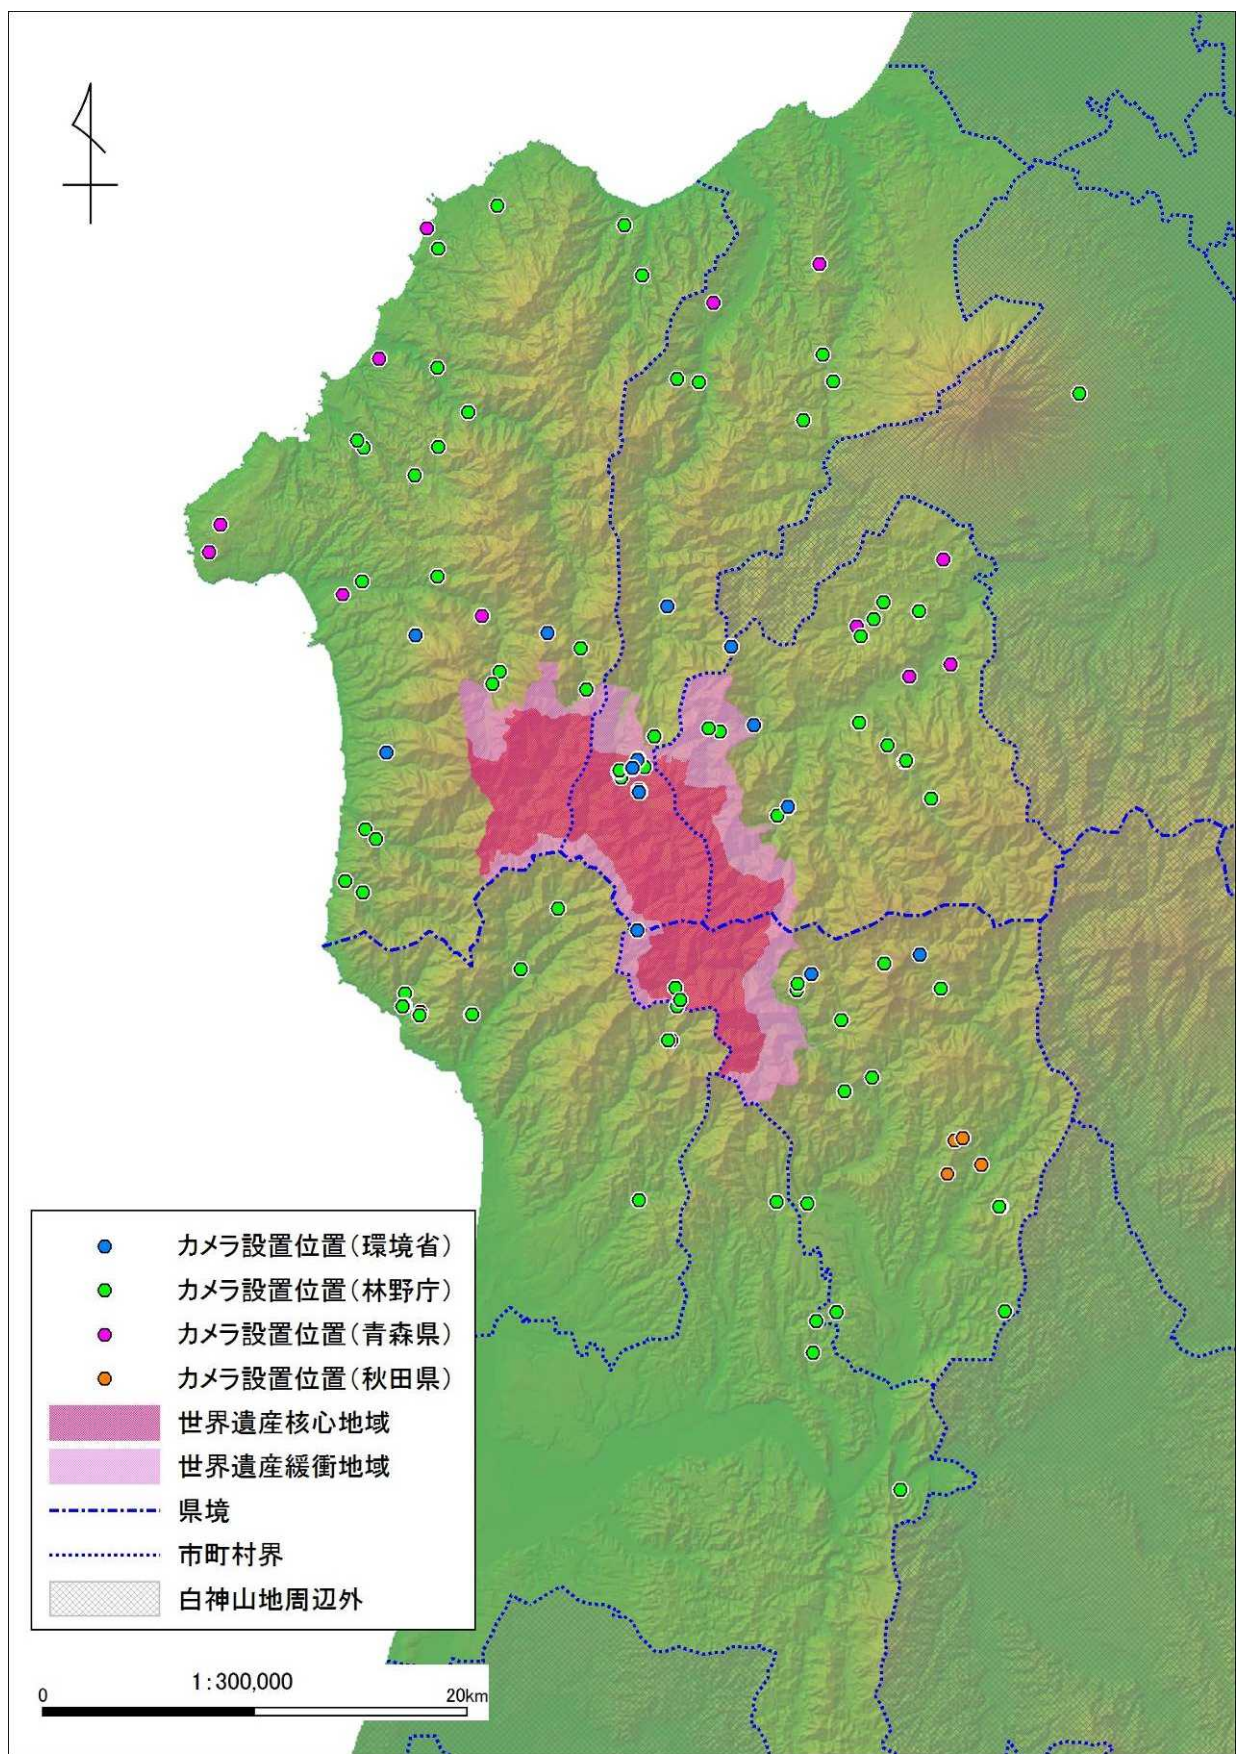 カメラ設置位置(環境省)
カメラ設置位置(林野庁)
カメラ設置位置(青森県)
カメラ設置位置(秋田県)
世界遺産核心地域
世界遺産緩衝地域
県境
市町村界
白神山地周辺外
1:300,000
0 20km